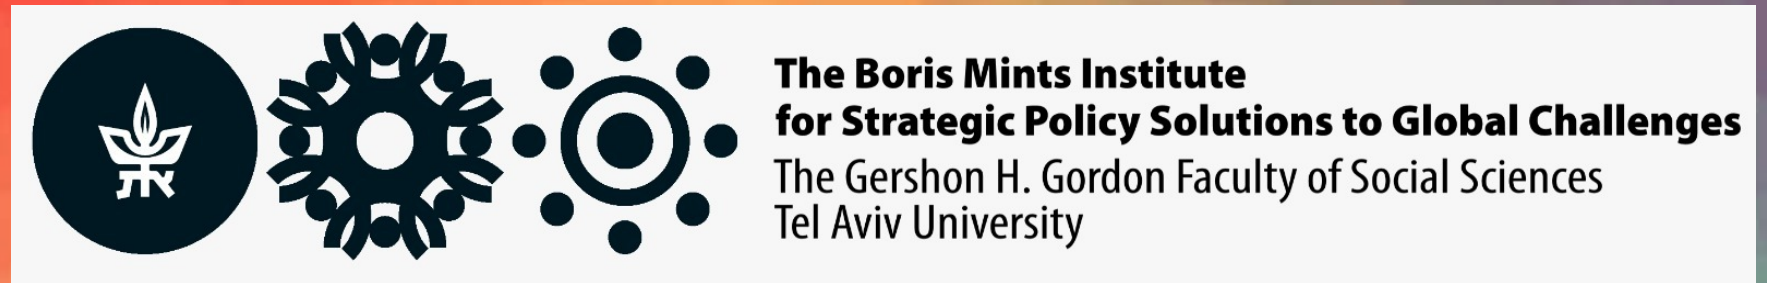 את
The Boris Mints Institute
for Strategic Policy Solutions to Global Challenges
The Gershon H. Gordon Faculty of Social Sciences
Tel Aviv University